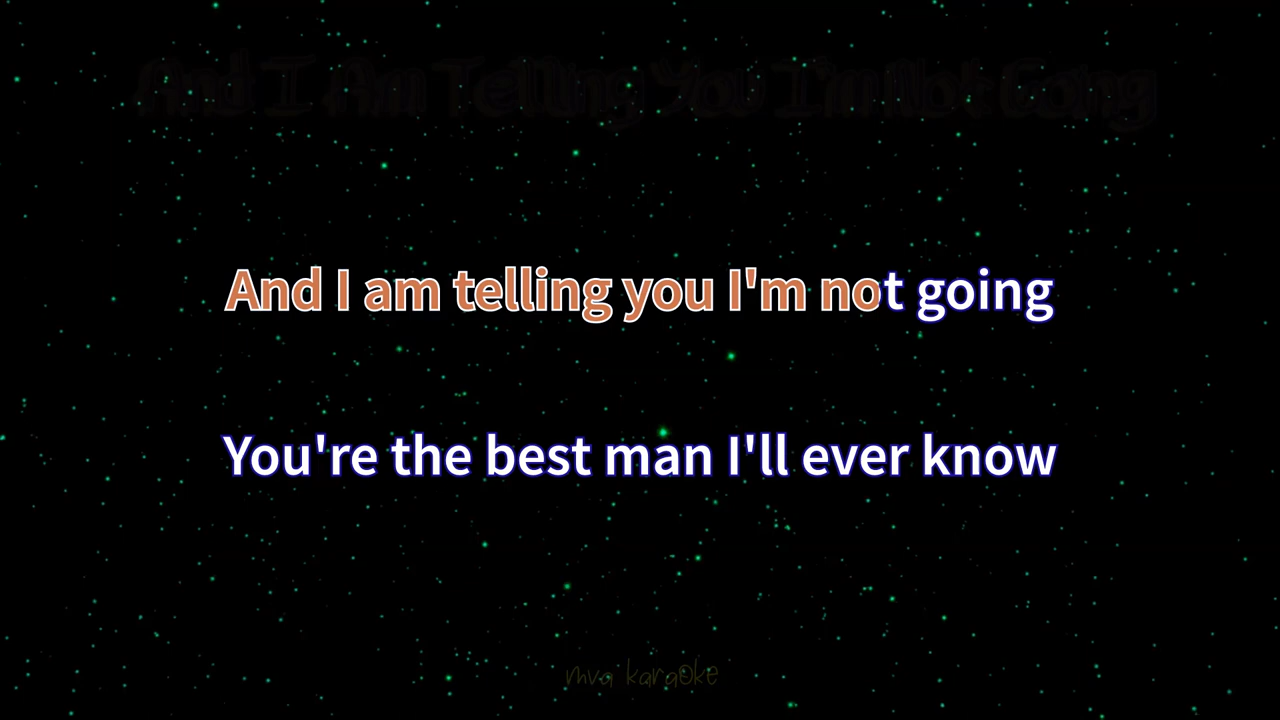 And I Am Telling You I'm Not Going
And I am telling you I'm not going
You're the best man I'll ever know
mva karaoke